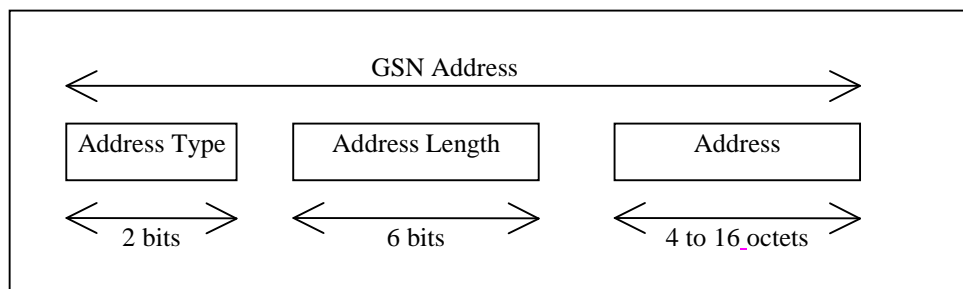 GSN Address
Address Type Address Length Address
2 bits 6 bits 4 to 16 octets